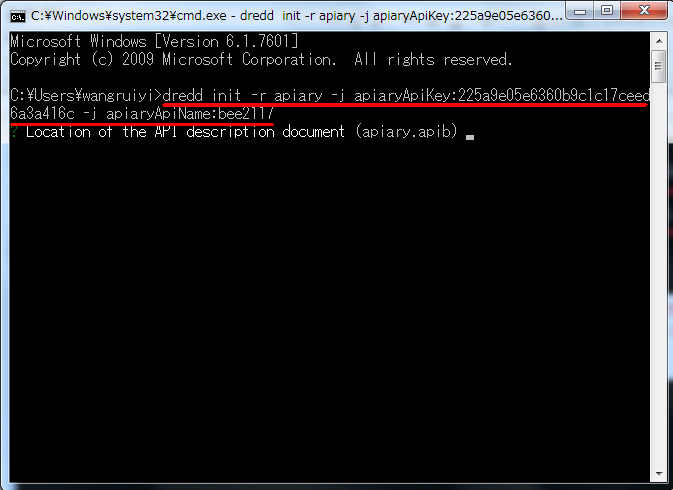 C:¥Windows¥system32¥cmd.exe - dredd  init -r apiary -j apiaryApiKey:225a9e05e6360...
Microsoft Windows [Version 6.1.7601]
Copyright (c) 2009 Microsoft Corporation.  All rights reserved.
C:¥Users¥wangruiyi>dredd init -r apiary -j apiaryApiKey:225a9e05e6360b9c1c17ceed
6a3a416c -j apiaryApiName:bee2117
? Location of the API description document (apiary.apib)